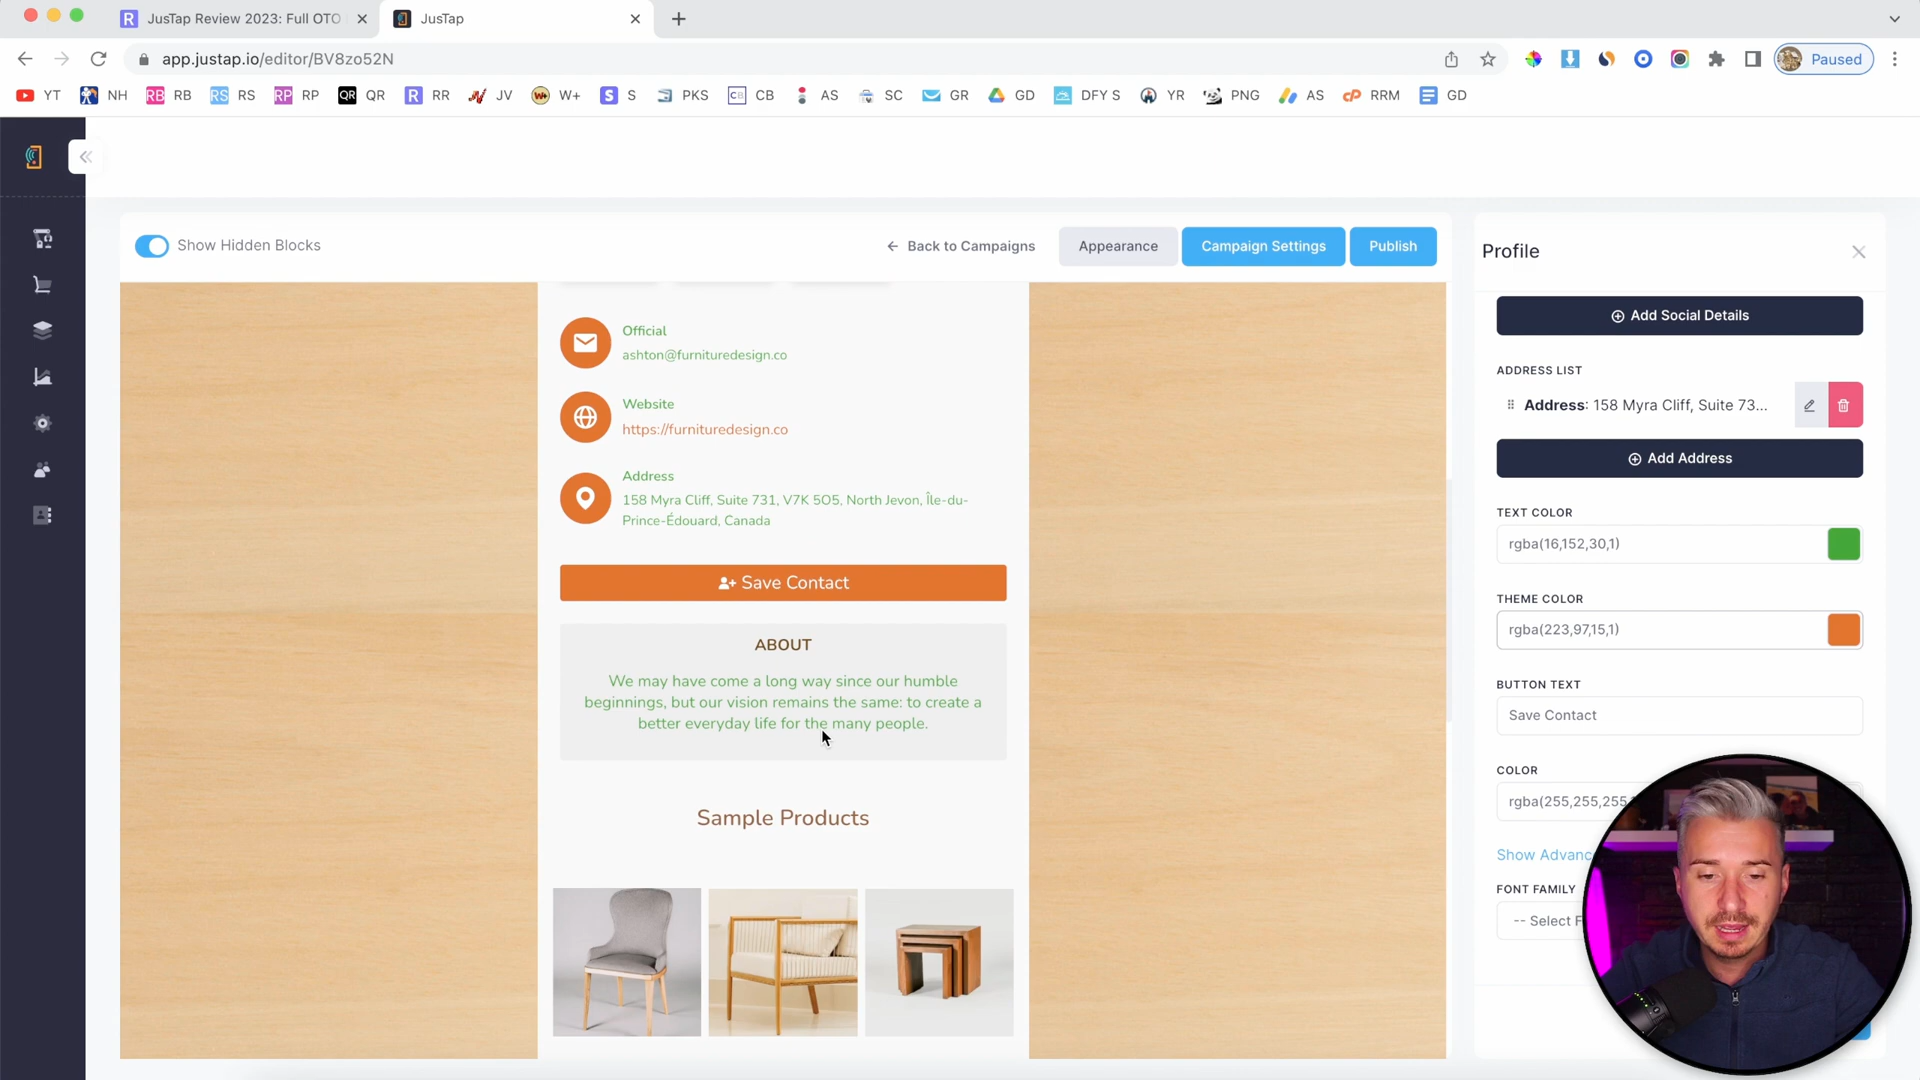 JusTap Review 2023: Full OTO
JusTap
app.justap.io/editor/BV8zo52N
Paused
YT
NH
RB
RS
RP
QR
RR
JV
W+
S
PKS
CB
AS
SC
GR
GD
DFY S
YR
PNG
AS
RRM
GD
Show Hidden Blocks
Back to Campaigns
Appearance
Campaign Settings
Publish
Official
ashton@furnituredesign.co
Website
https://furnituredesign.co
Address
158 Myra Cliff, Suite 731, V7K 5O5, North Jevon, Île-du-
Prince-Édouard, Canada
Save Contact
ABOUT
We may have come a long way since our humble
beginnings, but our vision remains the same: to create a
better everyday life for the many people.
Sample Products
Profile
Add Social Details
ADDRESS LIST
Address: 158 Myra Cliff, Suite 73...
Add Address
TEXT COLOR
rgba(16,152,30,1)
THEME COLOR
rgba(223,97,15,1)
BUTTON TEXT
Save Contact
COLOR
rgba(255,255,255
Show Advanc
FONT FAMILY
-- Select F